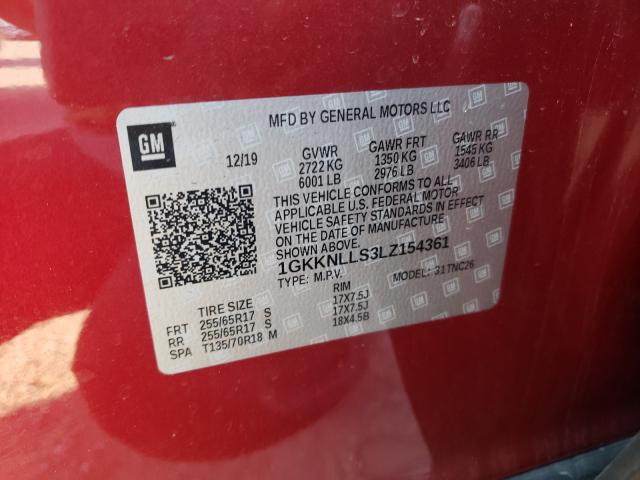 MFD BY GENERAL MOTORS LLC
GM
12/19
GVWR GAWR FRT GAWR RR
2722 KG 1350 KG 1545 KG
6001 LB 2976 LB 3406 LB
THIS VEHICLE CONFORMS TO ALL
APPLICABLE U.S. FEDERAL MOTOR
VEHICLE SAFETY STANDARDS IN EFFECT
ON THE DATE OF MANUFACTURE
SHOWN ABOVE.
1GKKNLLS3LZ154361
TYPE: M.P.V. MODEL: 31TNC26
TIRE SIZE RIM
FRT 255/65R17 S 17X7.5J
RR 255/65R17 S 17X7.5J
SPA T135/70R18 M 18X4.5B